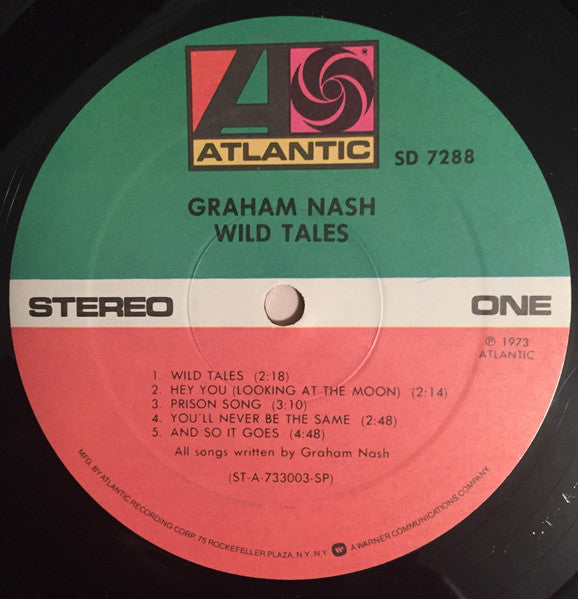 ATLANTIC
SD 7288
GRAHAM NASH
WILD TALES
STEREO
ONE
℗ 1973
ATLANTIC
1. WILD TALES (2:18)
2. HEY YOU (LOOKING AT THE MOON) (2:14)
3. PRISON SONG (3:10)
4. YOU'LL NEVER BE THE SAME (2:48)
5. AND SO IT GOES (4:48)
All songs written by Graham Nash
(ST-A-733003-SP)
MFG. BY ATLANTIC RECORDING CORP. 75 ROCKEFELLER PLAZA, N.Y. N.Y. A WARNER COMMUNICATIONS COMPANY